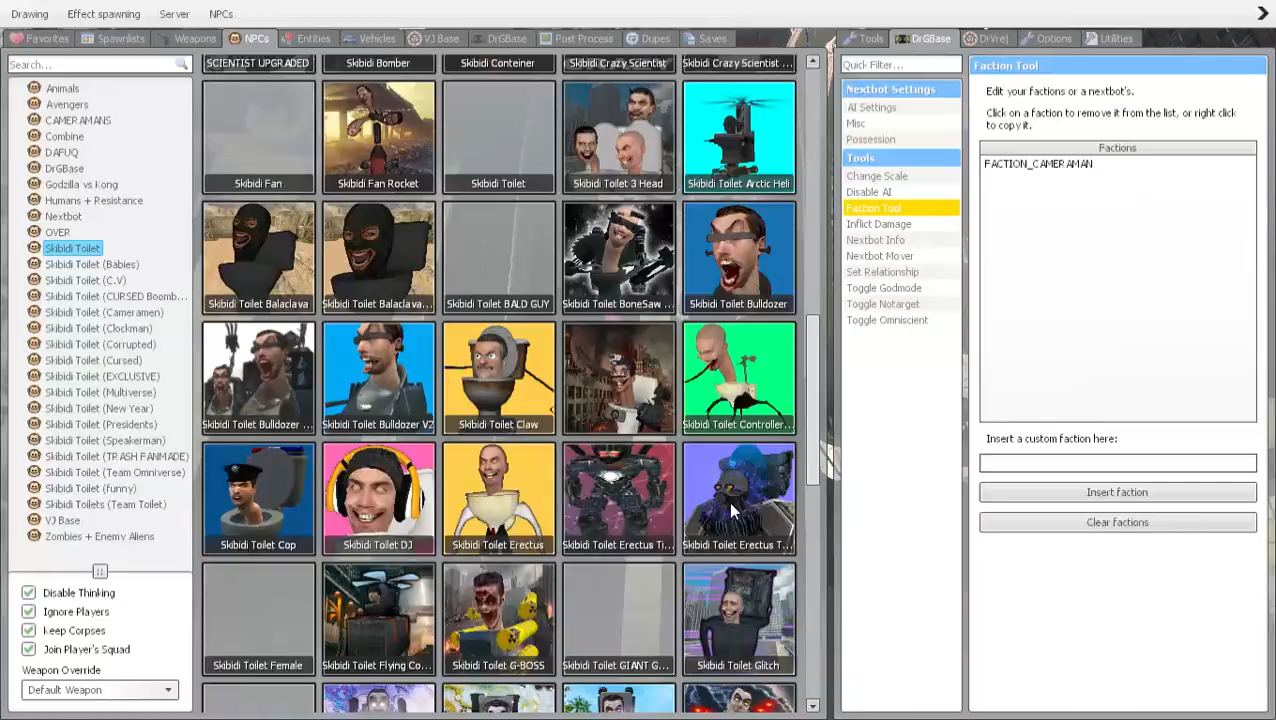 Drawing Effect spawning Server NPCs
Favorites Spawnlists Weapons NPCs Entities Vehicles VJ Base DrGBase Post Process Dupes Saves
Tools DrGBase DrVrej Options Utilities
Search...
Animals
Avengers
CAMERAMANS
Combine
DAFUQ
DrGBase
Godzilla vs Kong
Humans + Resistance
Nextbot
OVER
Skibidi Toilet
Skibidi Toilet (Babies)
Skibidi Toilet (C.V)
Skibidi Toilet (CURSED Boomb...
Skibidi Toilet (Cameramen)
Skibidi Toilet (Clockman)
Skibidi Toilet (Corrupted)
Skibidi Toilet (Cursed)
Skibidi Toilet (EXCLUSIVE)
Skibidi Toilet (Multiverse)
Skibidi Toilet (New Year)
Skibidi Toilet (Presidents)
Skibidi Toilet (Speakerman)
Skibidi Toilet (TRASH FANMADE)
Skibidi Toilet (Team Omniverse)
Skibidi Toilet (funny)
Skibidi Toilets (Team Toilet)
VJ Base
Zombies + Enemy Aliens
Disable Thinking
Ignore Players
Keep Corpses
Join Player's Squad
Weapon Override
Default Weapon
SCIENTIST UPGRADED Skibidi Bomber Skibidi Conteiner Skibidi Crazy Scientist Skibidi Crazy Scientist ...
Skibidi Fan Skibidi Fan Rocket Skibidi Toilet Skibidi Toilet 3 Head Skibidi Toilet Arctic Heli
Skibidi Toilet Balaclava Skibidi Toilet Balaclava... Skibidi Toilet BALD GUY Skibidi Toilet BoneSaw ... Skibidi Toilet Bulldozer
Skibidi Toilet Bulldozer ... Skibidi Toilet Bulldozer V2 Skibidi Toilet Claw Skibidi Toilet Controller...
Skibidi Toilet Cop Skibidi Toilet DJ Skibidi Toilet Erectus Skibidi Toilet Erectus Ti... Skibidi Toilet Erectus T...
Skibidi Toilet Female Skibidi Toilet Flying Co... Skibidi Toilet G-BOSS Skibidi Toilet GIANT G... Skibidi Toilet Glitch
Quick Filter...
Nextbot Settings
AI Settings
Misc
Possession
Tools
Change Scale
Disable AI
Faction Tool
Inflict Damage
Nextbot Info
Nextbot Mover
Set Relationship
Toggle Godmode
Toggle Notarget
Toggle Omniscient
Faction Tool
Edit your factions or a nextbot's.
Click on a faction to remove it from the list, or right click
to copy it.
Factions
FACTION_CAMERAMAN
Insert a custom faction here:
Insert faction
Clear factions